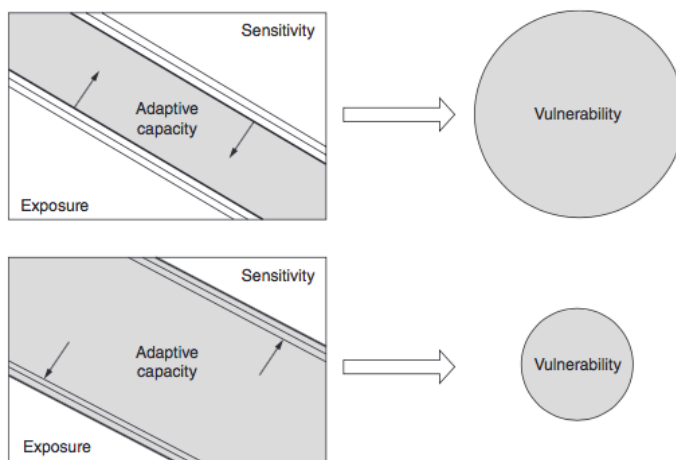 Sensitivity
Adaptive
capacity
Exposure
Vulnerability
Sensitivity
Adaptive
capacity
Exposure
Vulnerability